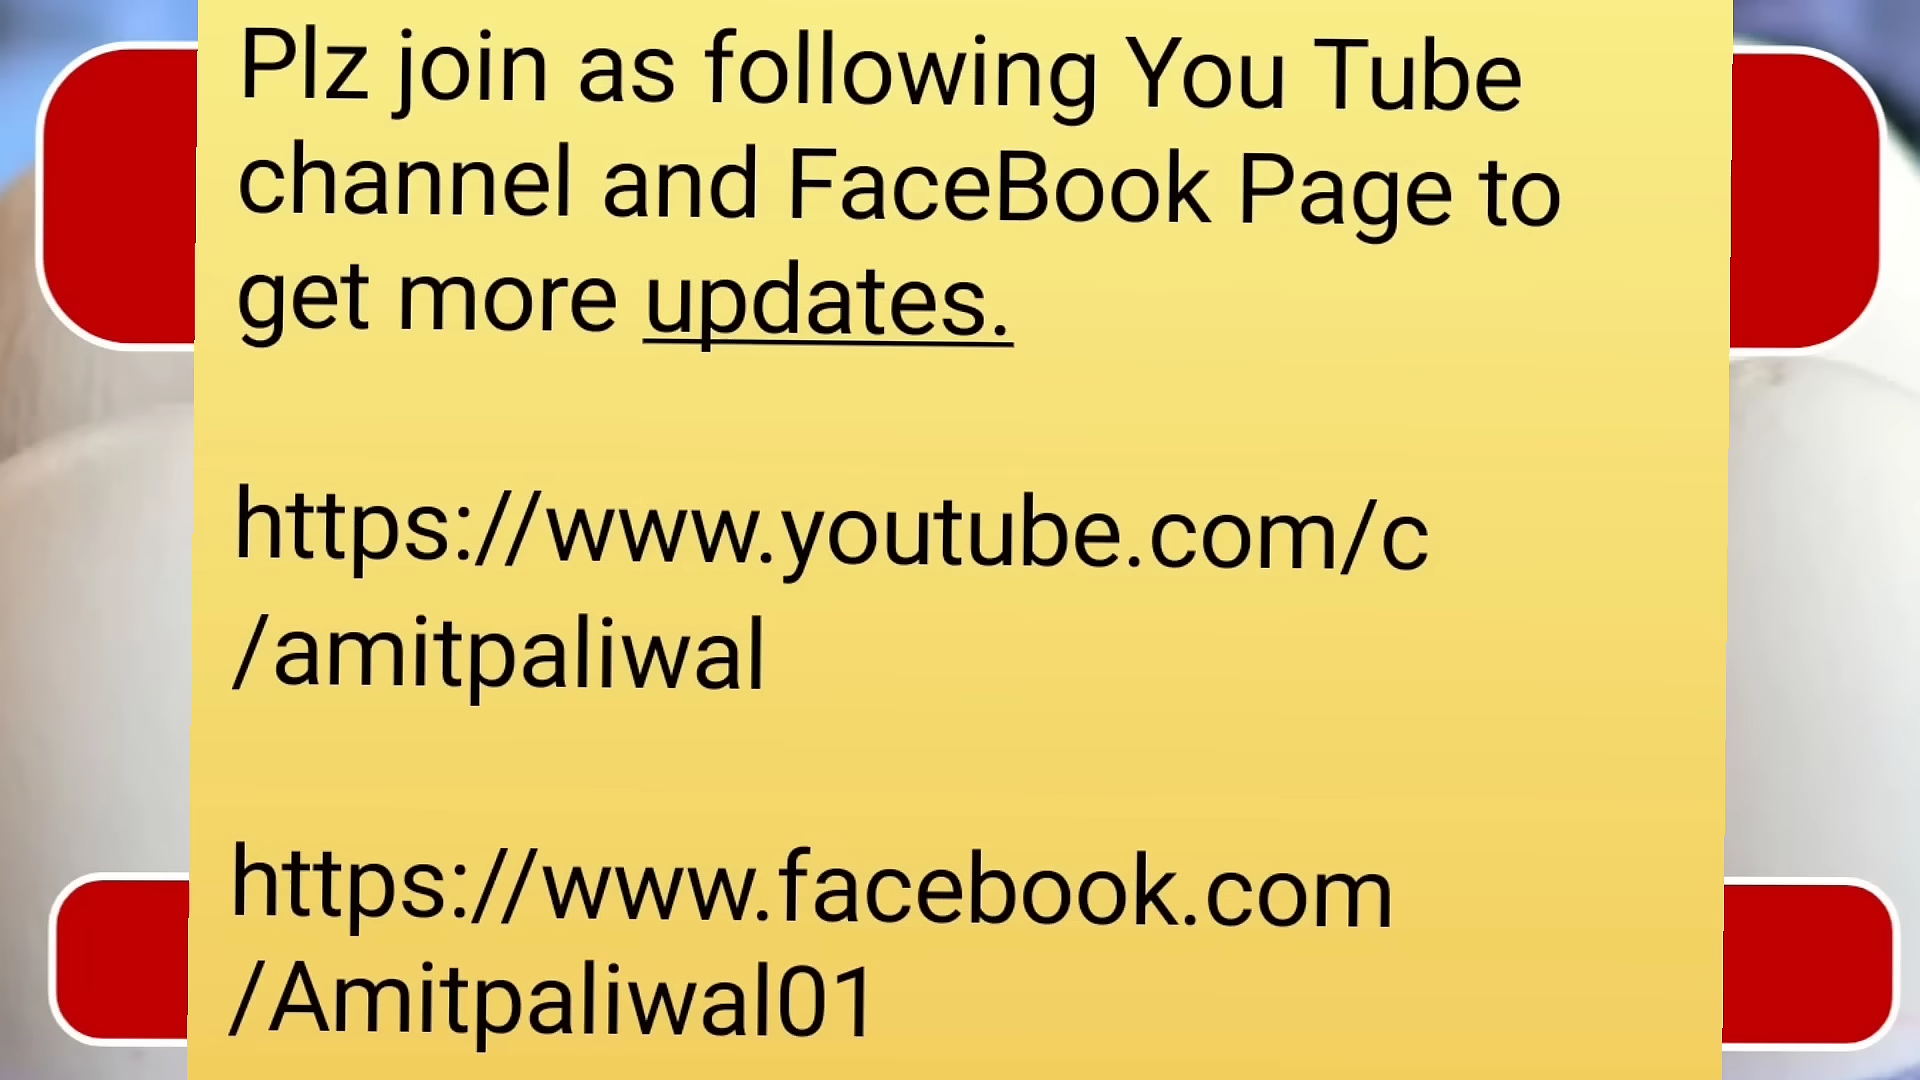 Plz join as following You Tube
channel and FaceBook Page to
get more updates.
https://www.youtube.com/c
/amitpaliwal
https://www.facebook.com
/Amitpaliwal01